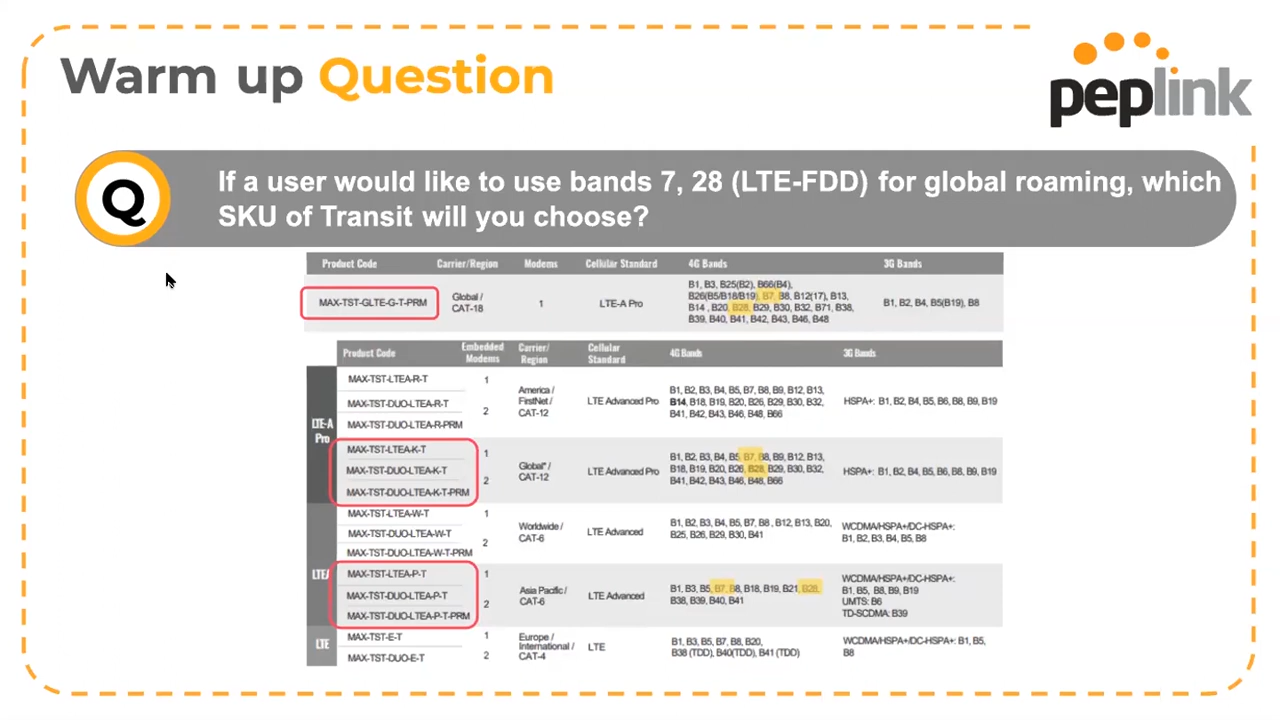 Warm up Question
peplink
Q
If a user would like to use bands 7, 28 (LTE-FDD) for global roaming, which
SKU of Transit will you choose?
Product Code Carrier/Region Modems Cellular Standard 4G Bands 3G Bands
MAX-TST-GLTE-G-T-PRM
Global /
CAT-18
1
LTE-A Pro
B1, B3, B25(B2), B66(B4),
B26(B5/B18/B19), B7, B8, B12(17), B13,
B14 , B20, B28, B29, B30, B32, B71, B38,
B39, B40, B41, B42, B43, B46, B48
B1, B2, B4, B5(B19), B8
Product Code
Embedded
Modems
Carrier/
Region
Cellular
Standard
4G Bands
3G Bands
LTE-A
Pro
MAX-TST-LTEA-R-T
MAX-TST-DUO-LTEA-R-T
MAX-TST-DUO-LTEA-R-PRM
1
2
America /
FirstNet /
CAT-12
LTE Advanced Pro
B1, B2, B3, B4, B5, B7, B8, B9, B12, B13,
B14, B18, B19, B20, B26, B29, B30, B32,
B41, B42, B43, B46, B48, B66
HSPA+: B1, B2, B4, B5, B6, B8, B9, B19
MAX-TST-LTEA-K-T
MAX-TST-DUO-LTEA-K-T
MAX-TST-DUO-LTEA-K-T-PRM
1
2
Global* /
CAT-12
LTE Advanced Pro
B1, B2, B3, B4, B5, B7, B8, B9, B12, B13,
B18, B19, B20, B26, B28, B29, B30, B32,
B41, B42, B43, B46, B48, B66
HSPA+: B1, B2, B4, B5, B6, B8, B9, B19
LTEA
MAX-TST-LTEA-W-T
MAX-TST-DUO-LTEA-W-T
MAX-TST-DUO-LTEA-W-T-PRM
1
2
Worldwide /
CAT-6
LTE Advanced
B1, B2, B3, B4, B5, B7, B8 , B12, B13, B20,
B25, B26, B29, B30, B41
WCDMA/HSPA+/DC-HSPA+:
B1, B2, B3, B4, B5, B8
MAX-TST-LTEA-P-T
MAX-TST-DUO-LTEA-P-T
MAX-TST-DUO-LTEA-P-T-PRM
1
2
Asia Pacific /
CAT-6
LTE Advanced
B1, B3, B5, B7, B8, B18, B19, B21, B28,
B38, B39, B40, B41
WCDMA/HSPA+/DC-HSPA+:
B1, B5, B8, B9, B19
UMTS: B6
TD-SCDMA: B39
LTE
MAX-TST-E-T
MAX-TST-DUO-E-T
1
2
Europe /
International /
CAT-4
LTE
B1, B3, B5, B7, B8, B20,
B38 (TDD), B40(TDD), B41 (TDD)
WCDMA/HSPA+/DC-HSPA+: B1, B5,
B8